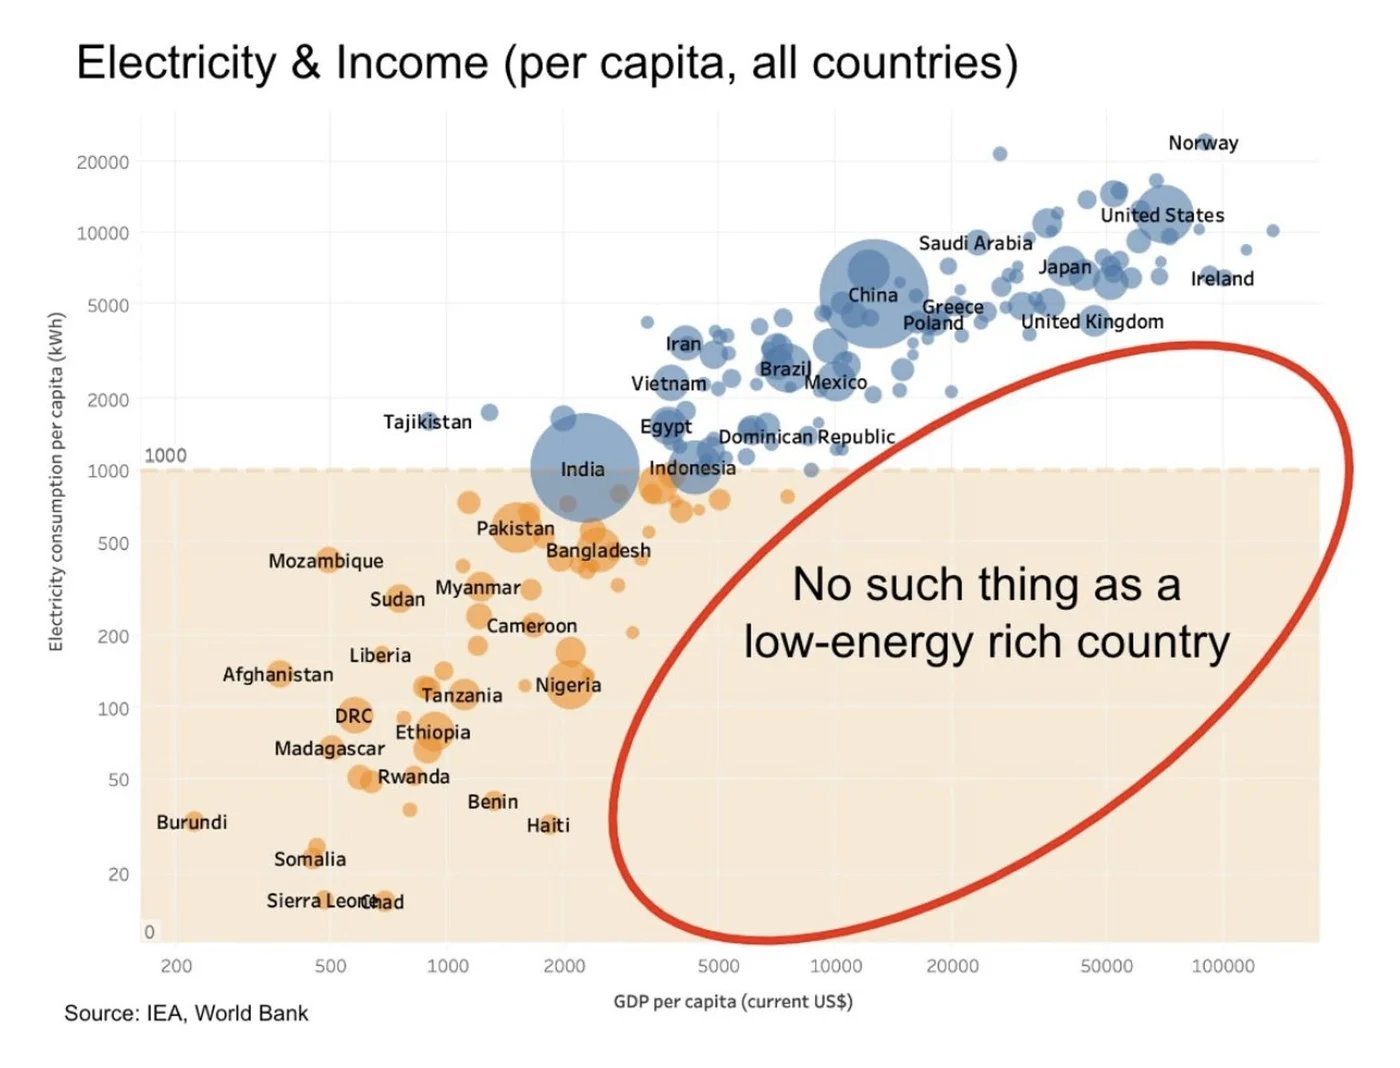 Electricity & Income (per capita, all countries)
Norway
20000
United States
10000
Saudi Arabia
Japan
Ireland
China
5000
Greece
Poland
United Kingdom
Iran
Brazil
Vietnam
Mexico
2000
Tajikistan
Egypt
Dominican Republic
1000
1000
India
Indonesia
Pakistan
500
Bangladesh
Mozambique
Myanmar
Sudan
Cameroon
200
Liberia
Afghanistan
Nigeria
Tanzania
100
DRC
Ethiopia
Madagascar
50
Rwanda
Benin
Burundi
Haiti
Somalia
20
Sierra Leone
Chad
0
No such thing as a
low-energy rich country
Electricity consumption per capita (kWh)
200
500
1000
2000
5000
10000
20000
50000
100000
GDP per capita (current US$)
Source: IEA, World Bank